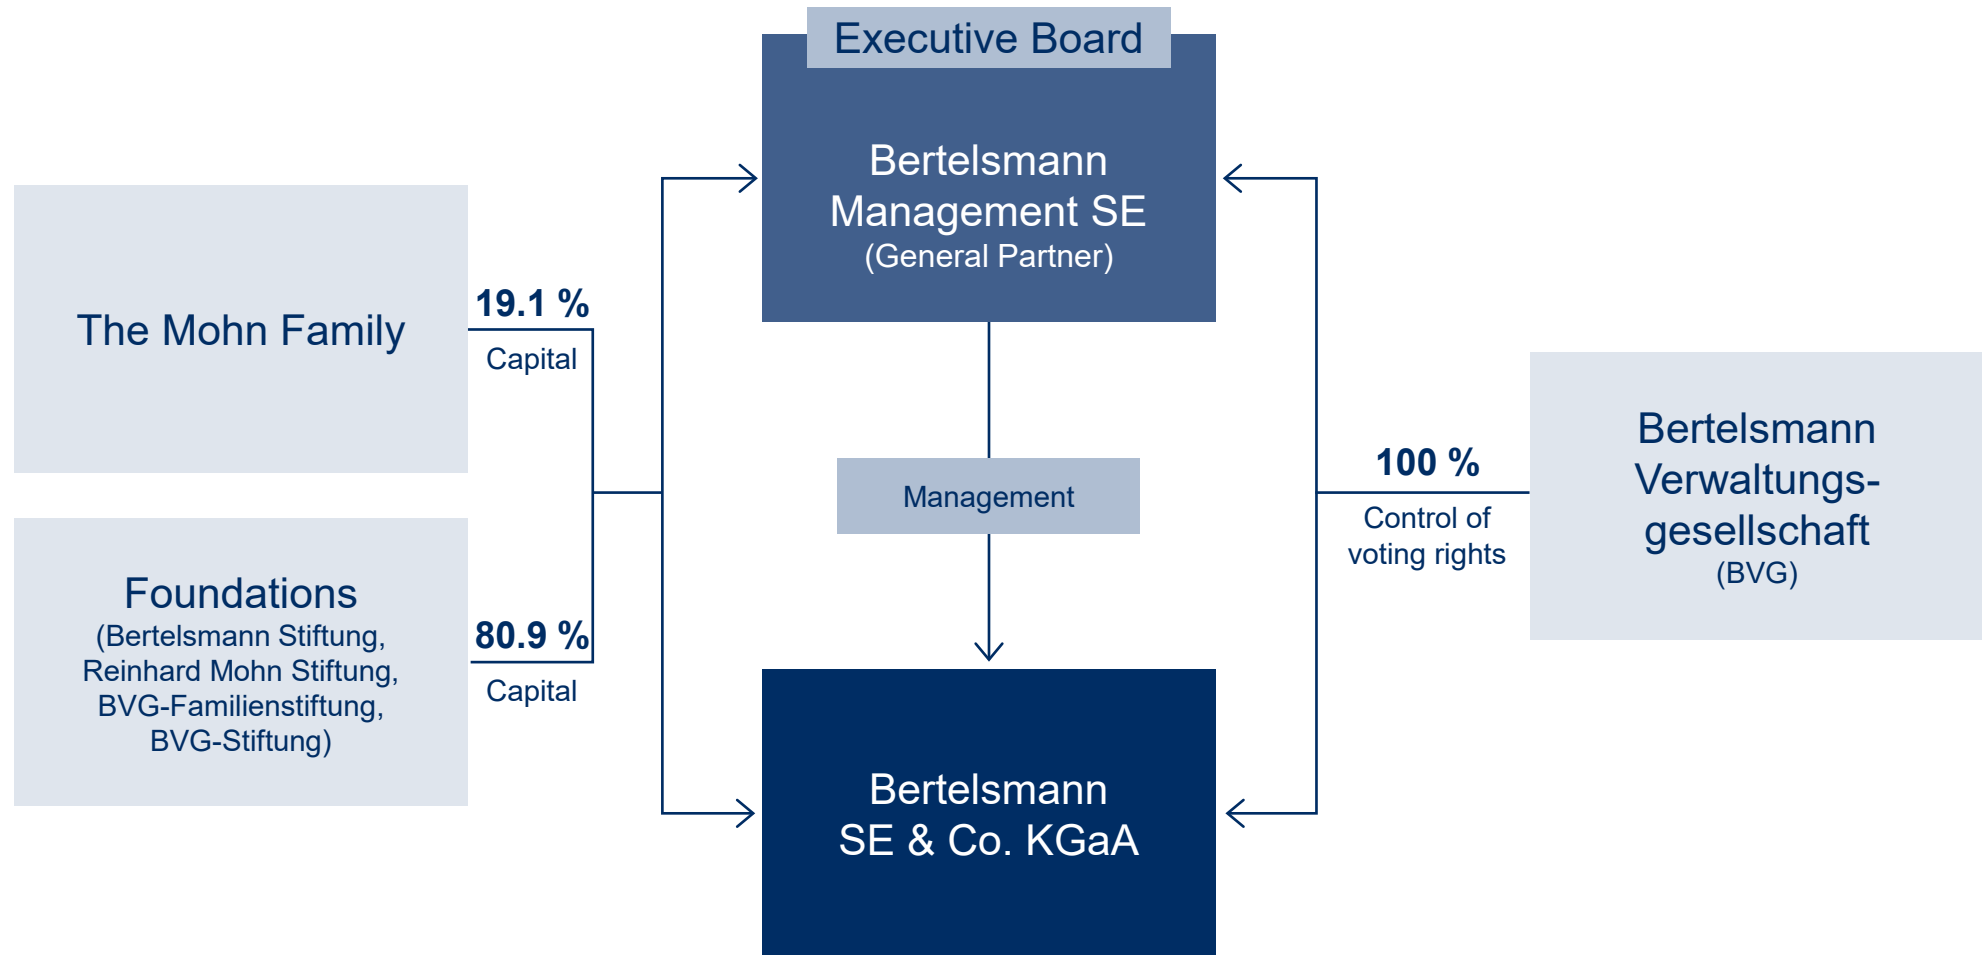 Executive Board
Bertelsmann
Management SE
(General Partner)
The Mohn Family
19.1 %
Capital
Foundations
(Bertelsmann Stiftung,
Reinhard Mohn Stiftung,
BVG-Familienstiftung,
BVG-Stiftung)
80.9 %
Capital
Management
100 %
Control of
voting rights
Bertelsmann
Verwaltungs-
gesellschaft
(BVG)
Bertelsmann
SE & Co. KGaA